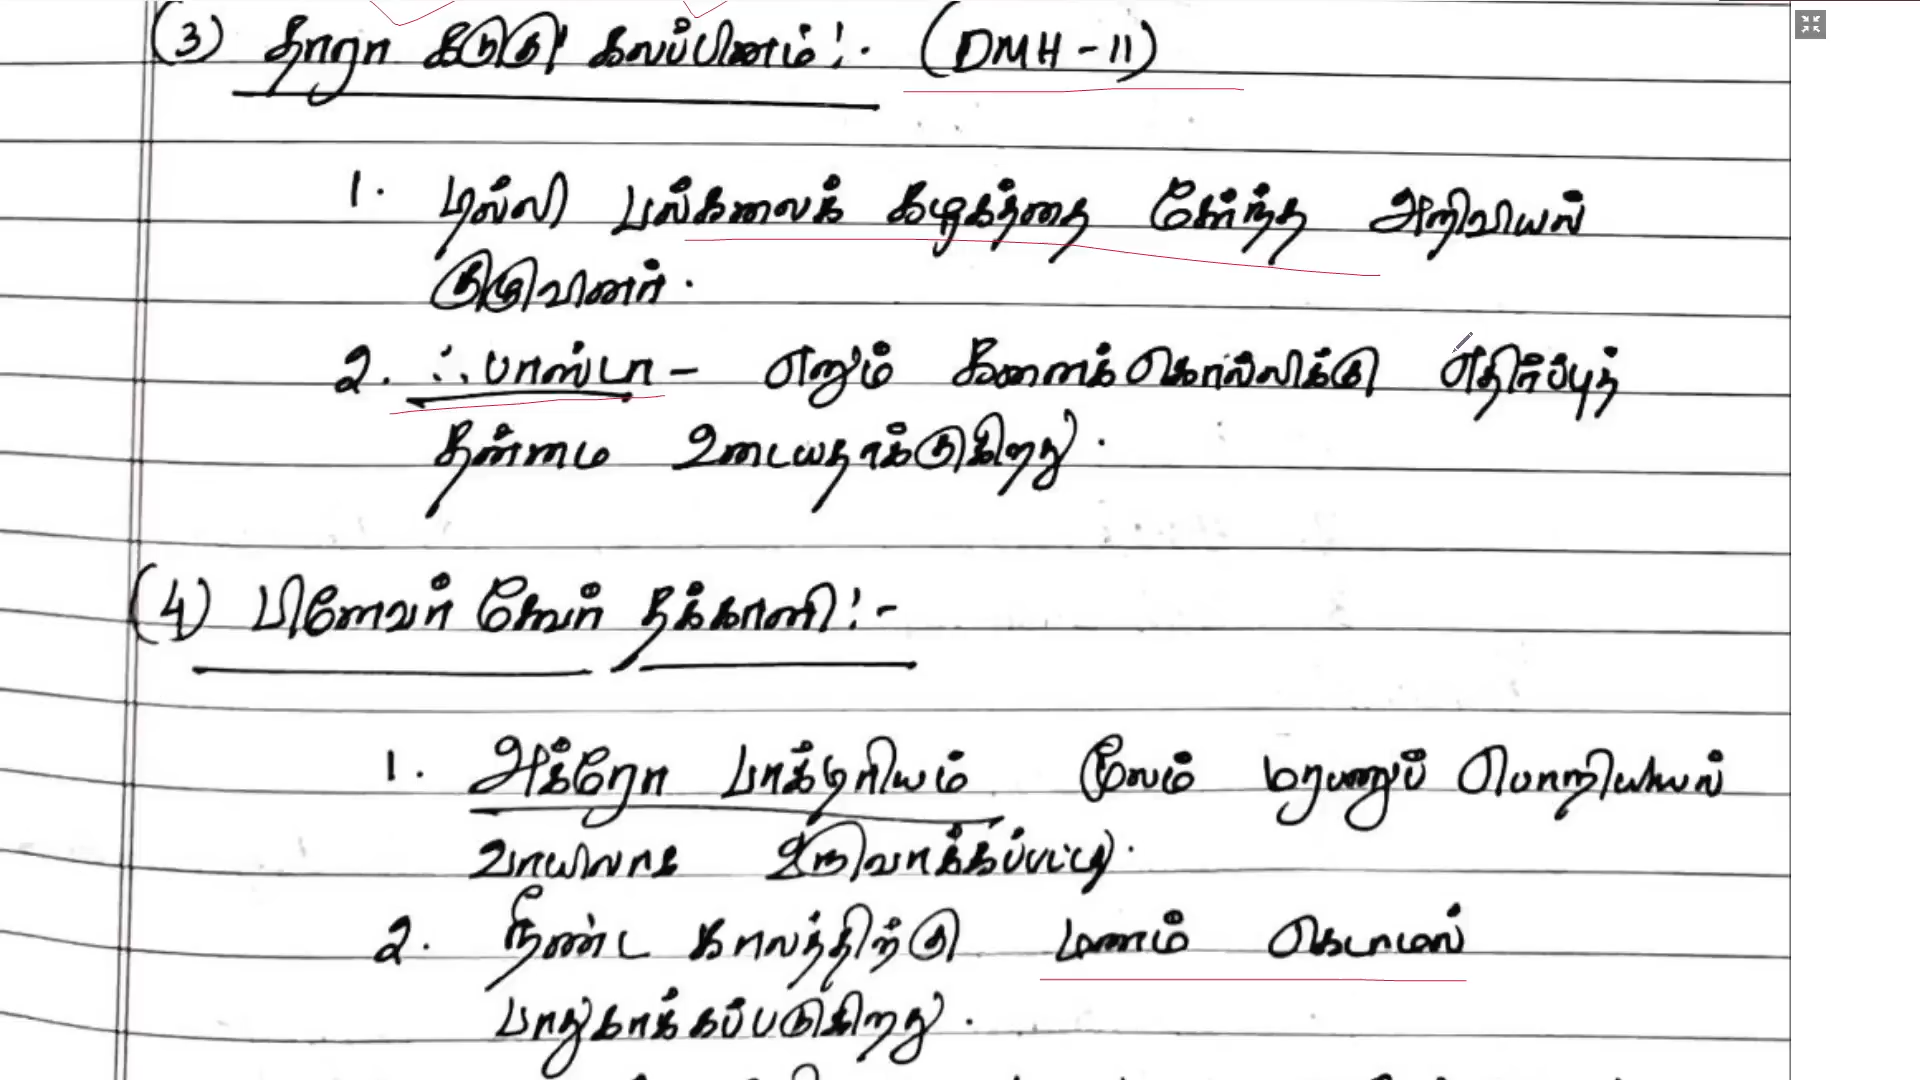 (3) தாரா கடுகு கலப்பினம்:- (DMH-11)
1. டில்லி பல்கலைக் கழகத்தை சேர்ந்த அறிவியல்
குழுவினர்.
2. ஃபாஸ்டா - எனும் களைக்கொல்லிக்கு எதிர்ப்புத்
தன்மை உடையதாக்குகிறது.
(4) பிளேவர் சேவர் தக்காளி:-
1. அக்ரோ பாக்டீரியம் மூலம் மரபணுப் பொறியியல்
வாயிலாக உருவாக்கப்பட்டது.
2. நீண்ட காலத்திற்கு மணம் கெடாமல்
பாதுகாக்கப்படுகிறது.